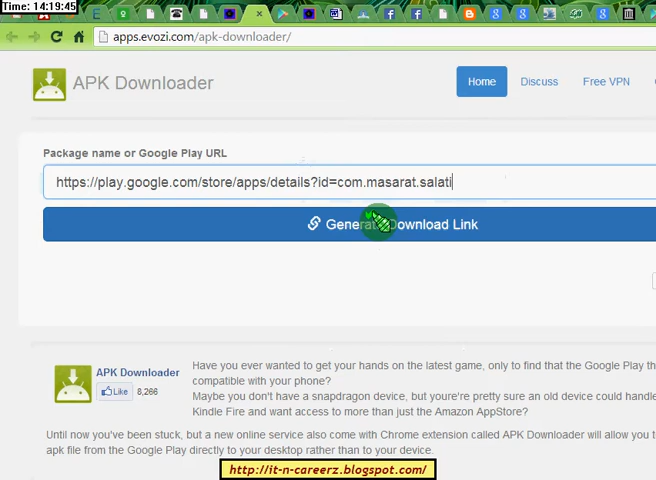 Time: 14:19:45
apps.evozi.com/apk-downloader/
APK Downloader
Home
Discuss
Free VPN
Package name or Google Play URL
https://play.google.com/store/apps/details?id=com.masarat.salati
Generate Download Link
APK Downloader
Like
8,266
Have you ever wanted to get your hands on the latest game, only to find that the Google Play
compatible with your phone?
Maybe you don't have a snapdragon device, but youre're pretty sure an old device could handle
Kindle Fire and want access to more than just the Amazon AppStore?
Until now you've been stuck, but a new online service also come with Chrome extension called APK Downloader will allow you
apk file from the Google Play directly to your desktop rather than to your device.
http://it-n-careerz.blogspot.com/